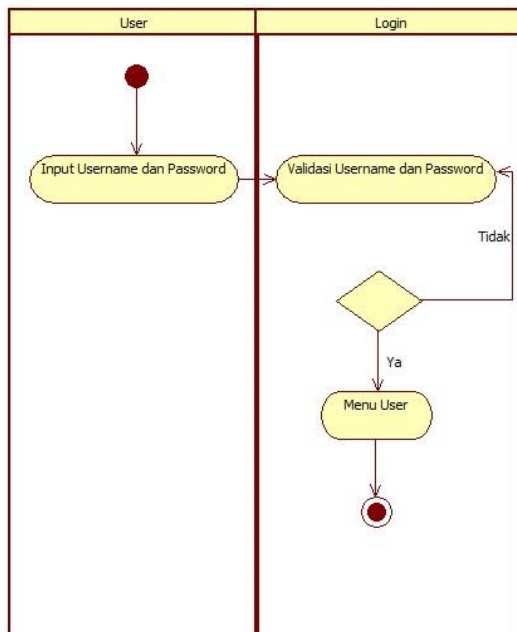 User
Login
Input Username dan Password
Validasi Username dan Password
Tidak
Ya
Menu User